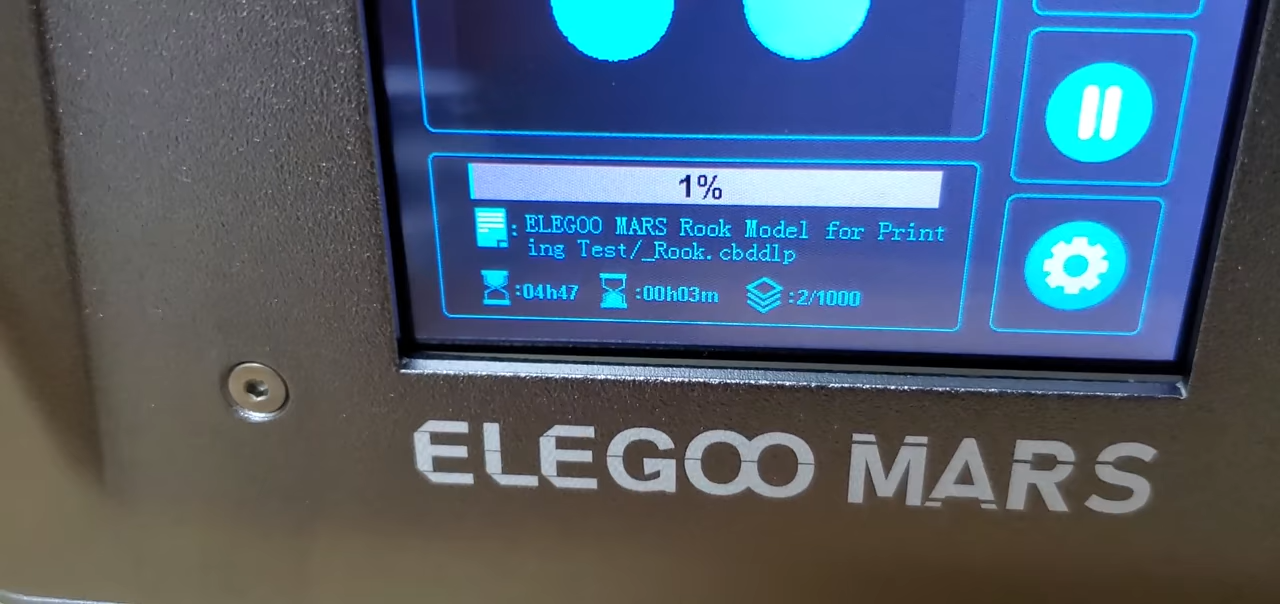 1%
: ELEGOO MARS Rook Model for Print
ing Test/_Rook.cbddlp
:04h47 :00h03m :2/1000
ELEGOO MARS